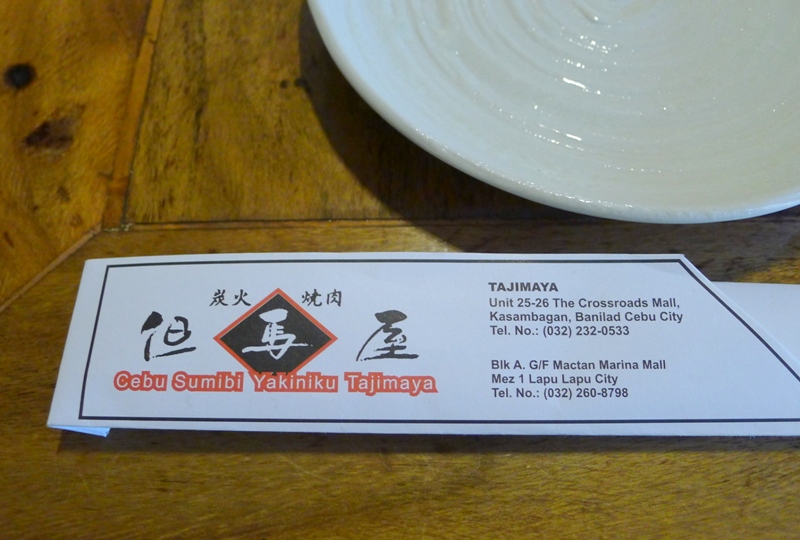 炭火 焼肉
但馬屋
Cebu Sumibi Yakiniku Tajimaya
TAJIMAYA
Unit 25-26 The Crossroads Mall,
Kasambagan, Banilad Cebu City
Tel. No.: (032) 232-0533
Blk A. G/F Mactan Marina Mall
Mez 1 Lapu Lapu City
Tel. No.: (032) 260-8798